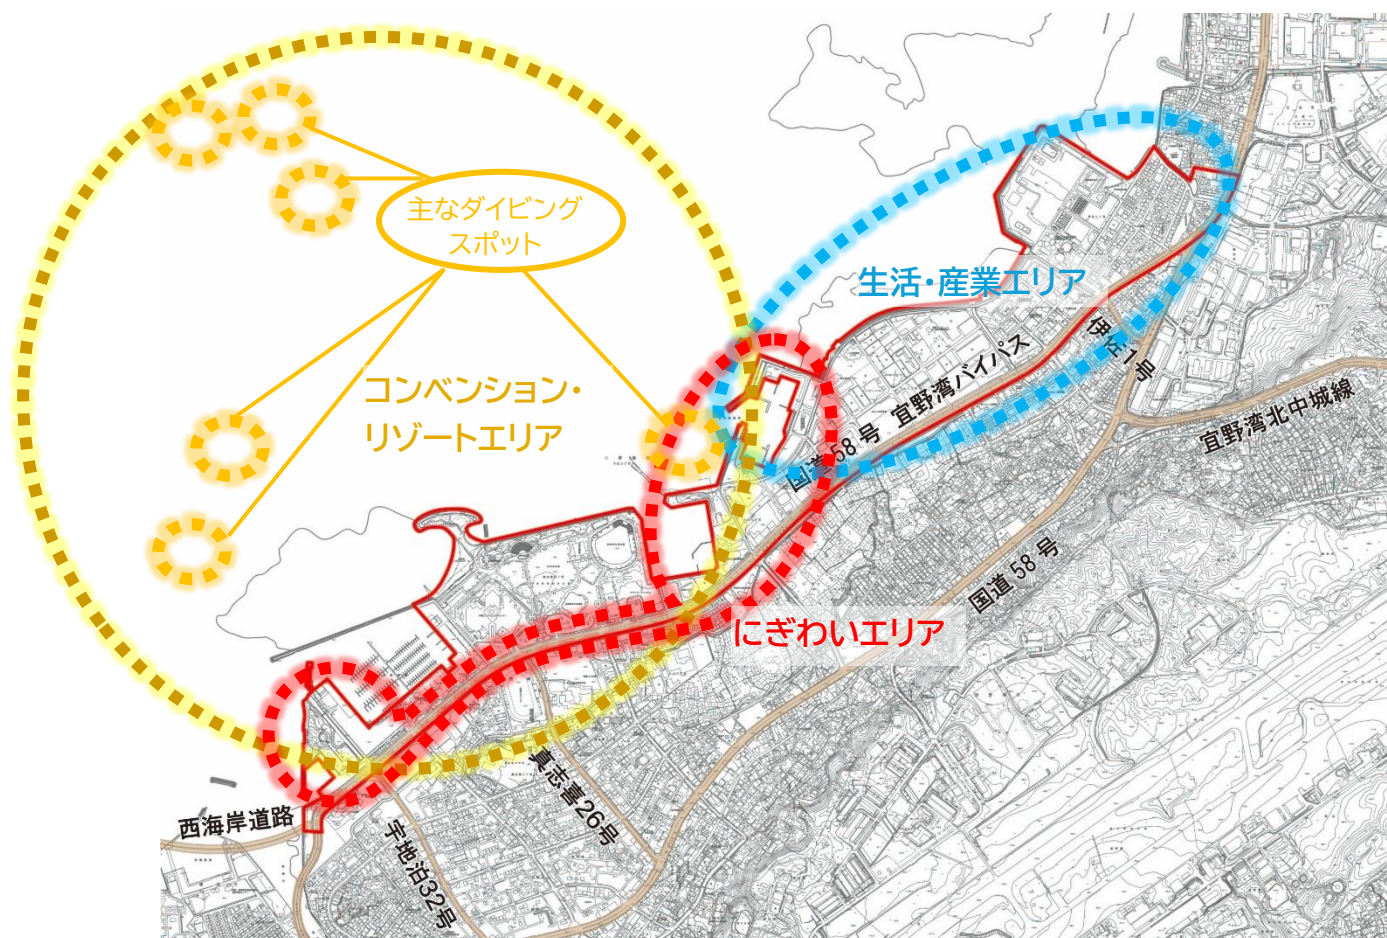 主なダイビング
スポット
生活・産業エリア
コンベンション・
リゾートエリア
伊佐1号
国道 58 号 宜野湾バイパス
宜野湾北中城線
国道 58 号
にぎわいエリア
真志喜26号
西海岸道路
宇地泊32号